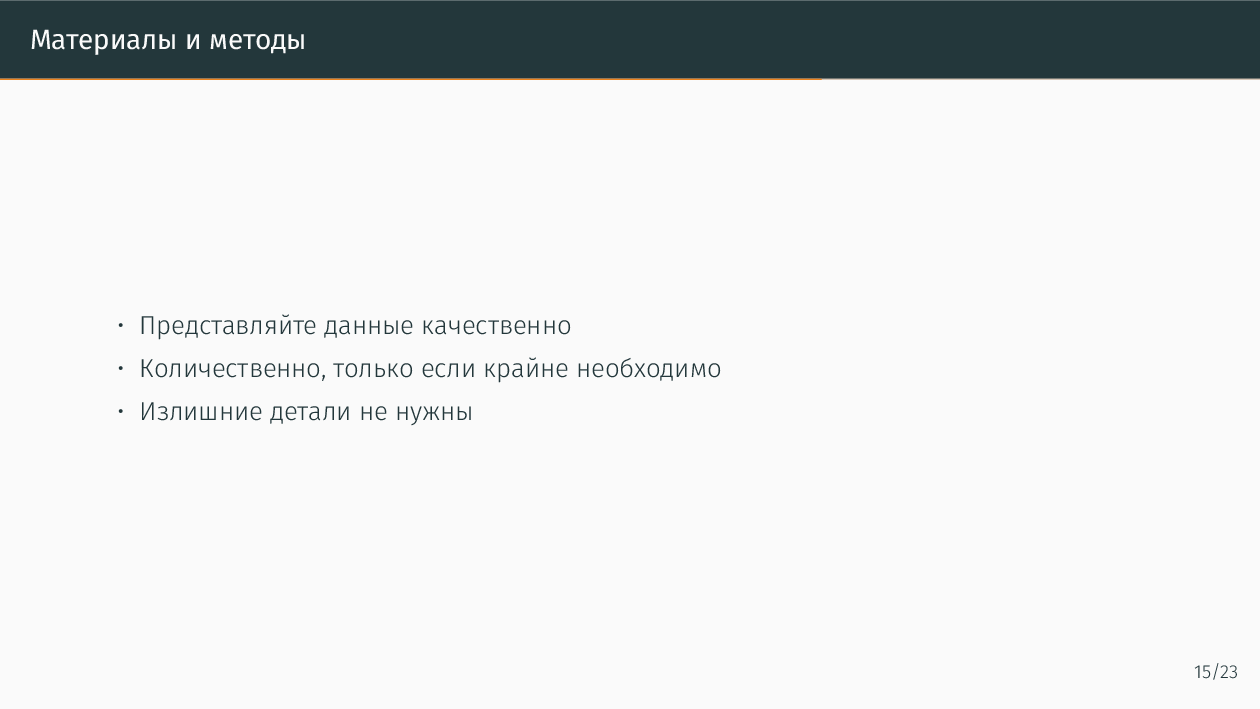 Материалы и методы
• Представляйте данные качественно
• Количественно, только если крайне необходимо
• Излишние детали не нужны
15/23